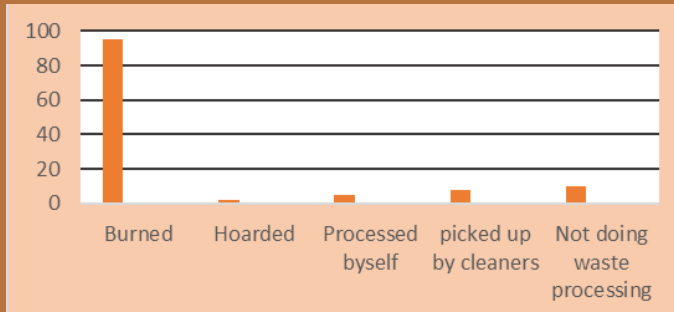 100
80
60
40
20
0
Burned
Hoarded
Processed
byself
picked up
by cleaners
Not doing
waste
processing